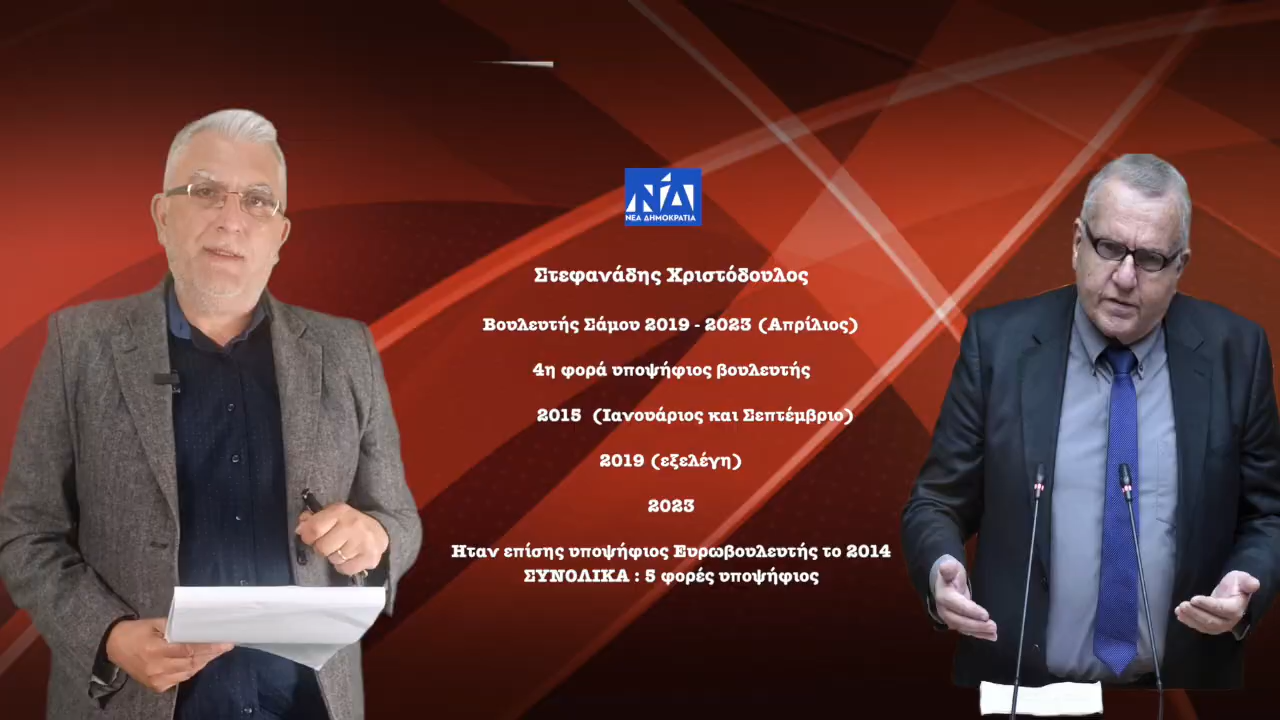 ΝΔ
ΝΕΑ ΔΗΜΟΚΡΑΤΙΑ
Στεφανάδης Χριστόδουλος
Βουλευτής Σάμου 2019 - 2023 (Απρίλιος)
4η φορά υποψήφιος βουλευτής
2015 (Ιανουάριος και Σεπτέμβριο)
2019 (εξελέγη)
2023
Ηταν επίσης υποψήφιος Ευρωβουλευτής το 2014
ΣΥΝΟΛΙΚΑ : 5 φορές υποψήφιος